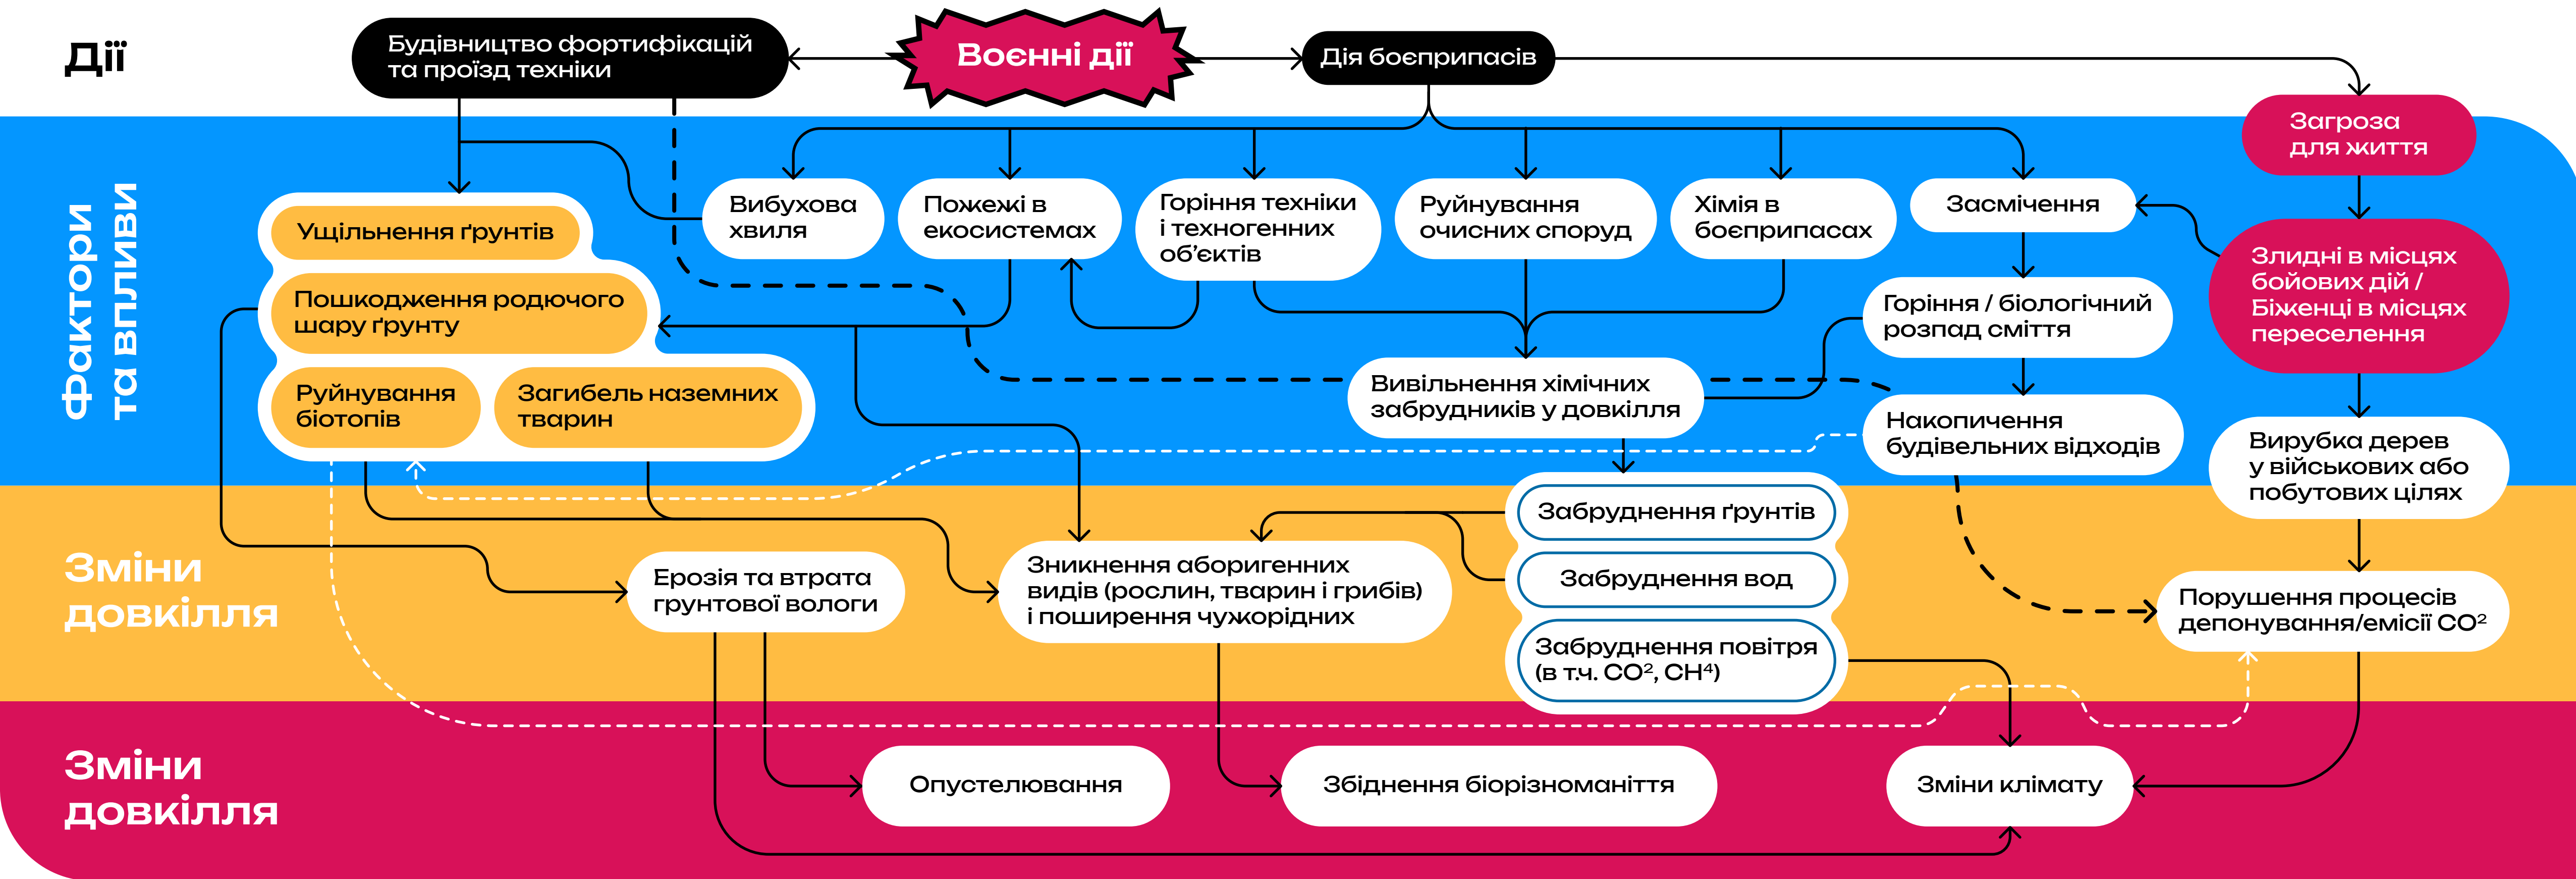 Дії
Будівництво фортифікацій
та проїзд техніки
Воєнні дії
Дія боєприпасів
Загроза
для життя
Фактори
та впливи
Ущільнення ґрунтів
Пошкодження родючого
шару ґрунту
Руйнування
біотопів
Загибель наземних
тварин
Вибухова
хвиля
Пожежі в
екосистемах
Горіння техніки
і техногенних
об’єктів
Руйнування
очисних споруд
Хімія в
боєприпасах
Засмічення
Злидні в місцях
бойових дій /
Біженці в місцях
переселення
Горіння / біологічний
розпад сміття
Вивільнення хімічних
забрудників у довкілля
Накопичення
будівельних відходів
Вирубка дерев
у військових або
побутових цілях
Зміни
довкілля
Ерозія та втрата
грунтової вологи
Зникнення аборигенних
видів (рослин, тварин і грибів)
і поширення чужорідних
Забруднення ґрунтів
Забруднення вод
Забруднення повітря
(в т.ч. CO², CH⁴)
Порушення процесів
депонування/емісії CO²
Зміни
довкілля
Опустелювання
Збіднення біорізноманіття
Зміни клімату